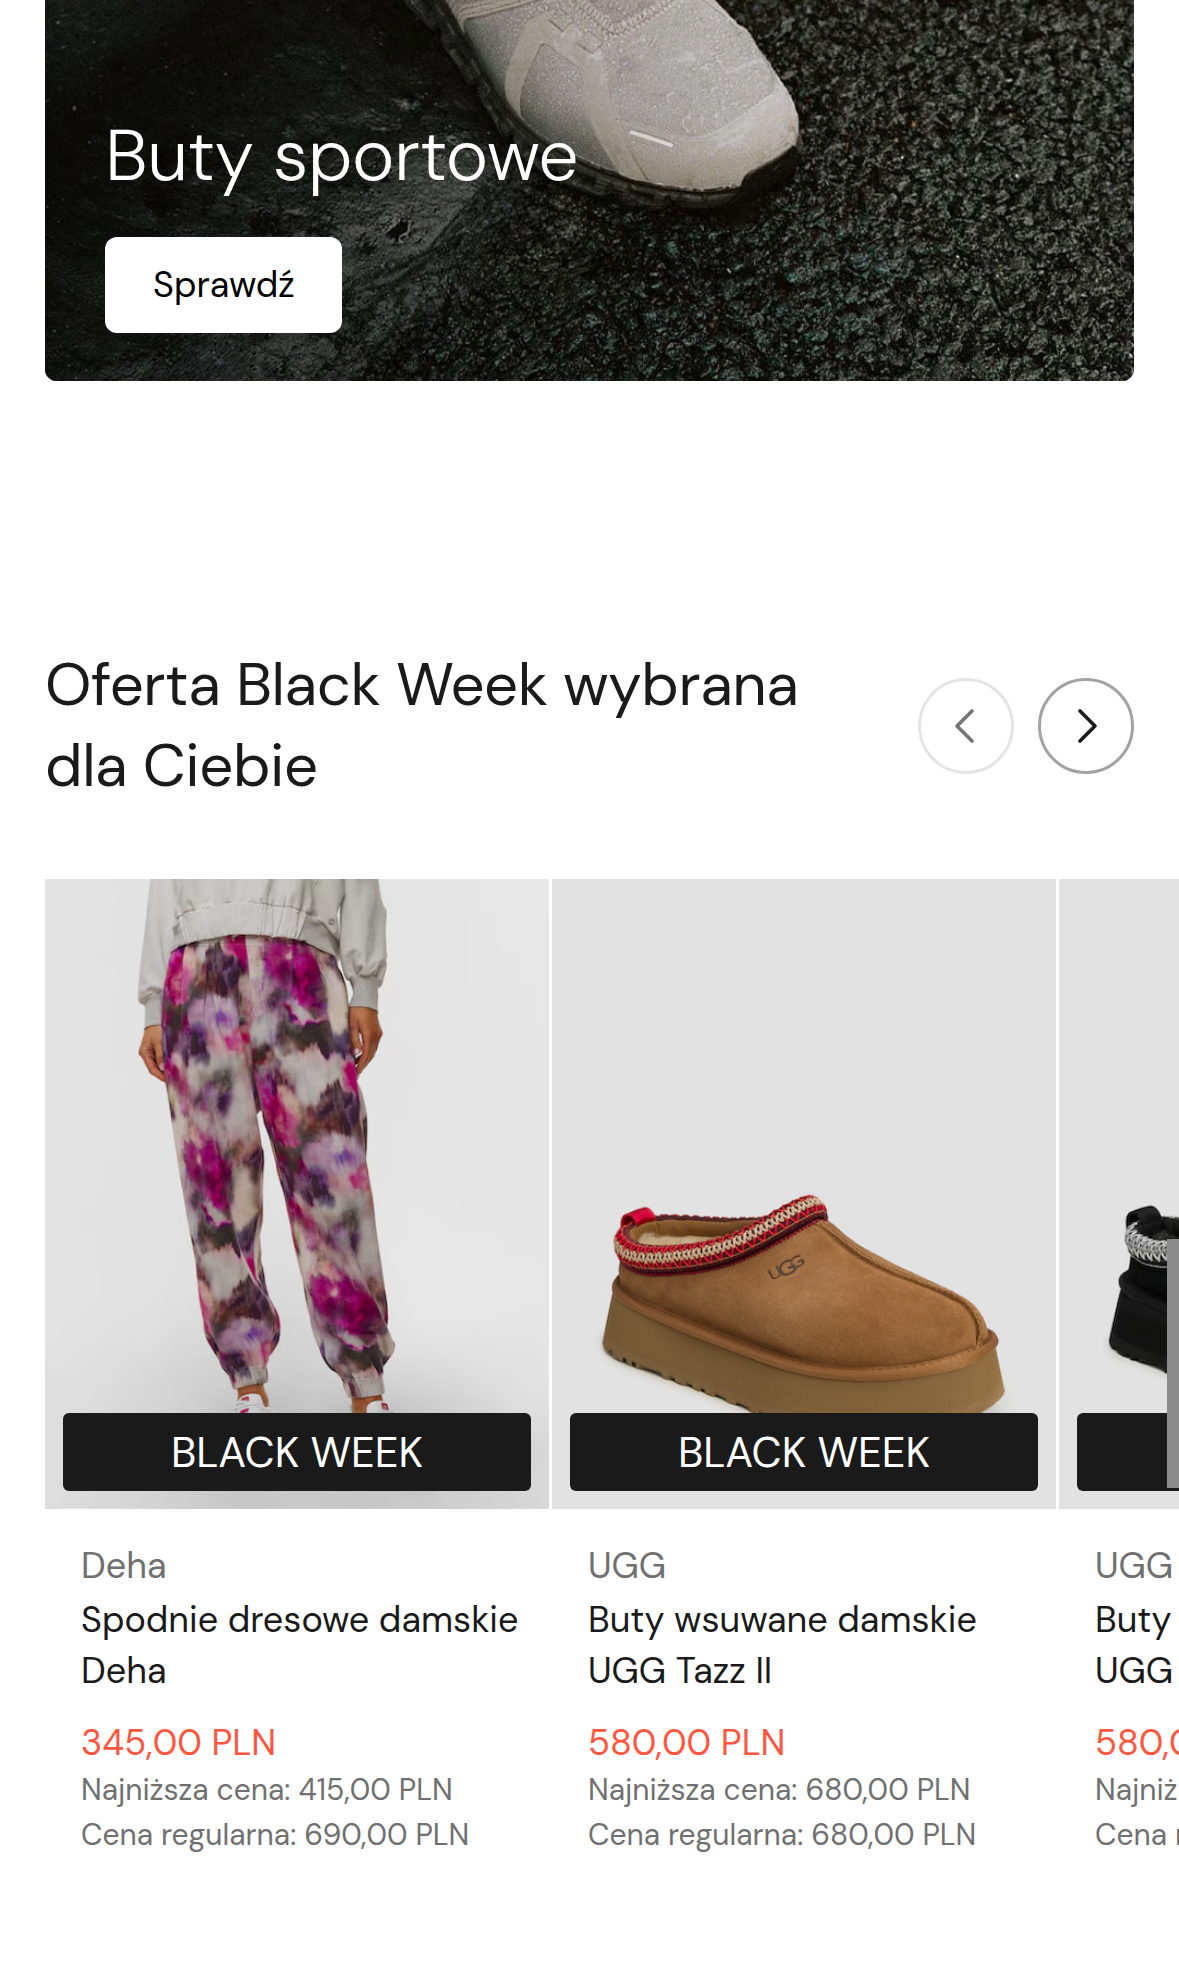 Buty sportowe
Sprawdź
Oferta Black Week wybrana
dla Ciebie
UGG
BLACK WEEK
BLACK WEEK
Deha
Spodnie dresowe damskie
Deha
345,00 PLN
Najniższa cena: 415,00 PLN
Cena regularna: 690,00 PLN
UGG
Buty wsuwane damskie
UGG Tazz II
580,00 PLN
Najniższa cena: 680,00 PLN
Cena regularna: 680,00 PLN
UGG
Buty
UGG
Cena